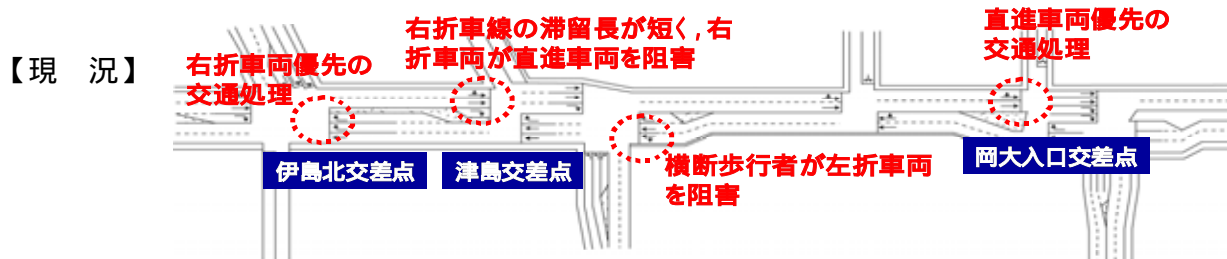 【現　況】
右折車両優先の
交通処理
右折車線の滞留長が短く，右
折車両が直進車両を阻害
直進車両優先の
交通処理
伊島北交差点
津島交差点
横断歩行者が左折車両
を阻害
岡大入口交差点